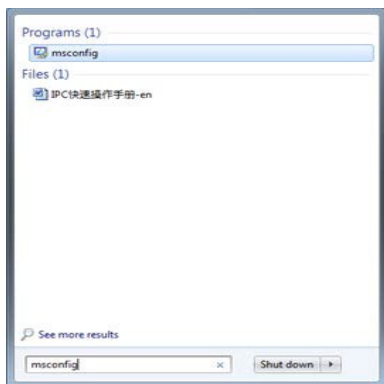 Programs (1)
msconfig
Files (1)
IPC快速操作手册-en
See more results
msconfig
Shut down